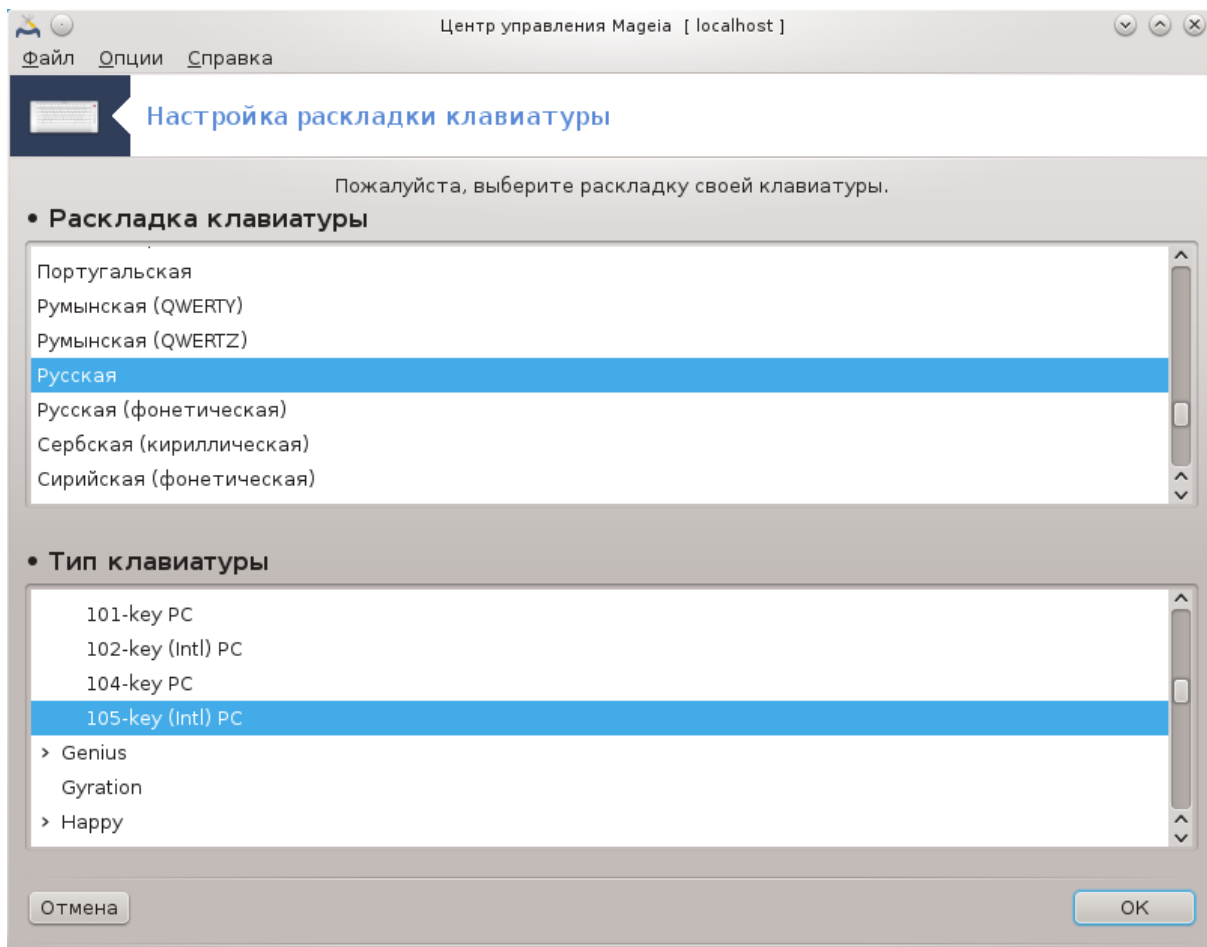 Центр управления Mageia [ localhost ]
Файл Опции Справка
Настройка раскладки клавиатуры
Пожалуйста, выберите раскладку своей клавиатуры.
• Раскладка клавиатуры
Португальская
Румынская (QWERTY)
Румынская (QWERTZ)
Русская
Русская (фонетическая)
Сербская (кириллическая)
Сирийская (фонетическая)
• Тип клавиатуры
101-key PC
102-key (Intl) PC
104-key PC
105-key (Intl) PC
> Genius
Gyration
> Happy
Отмена
OK